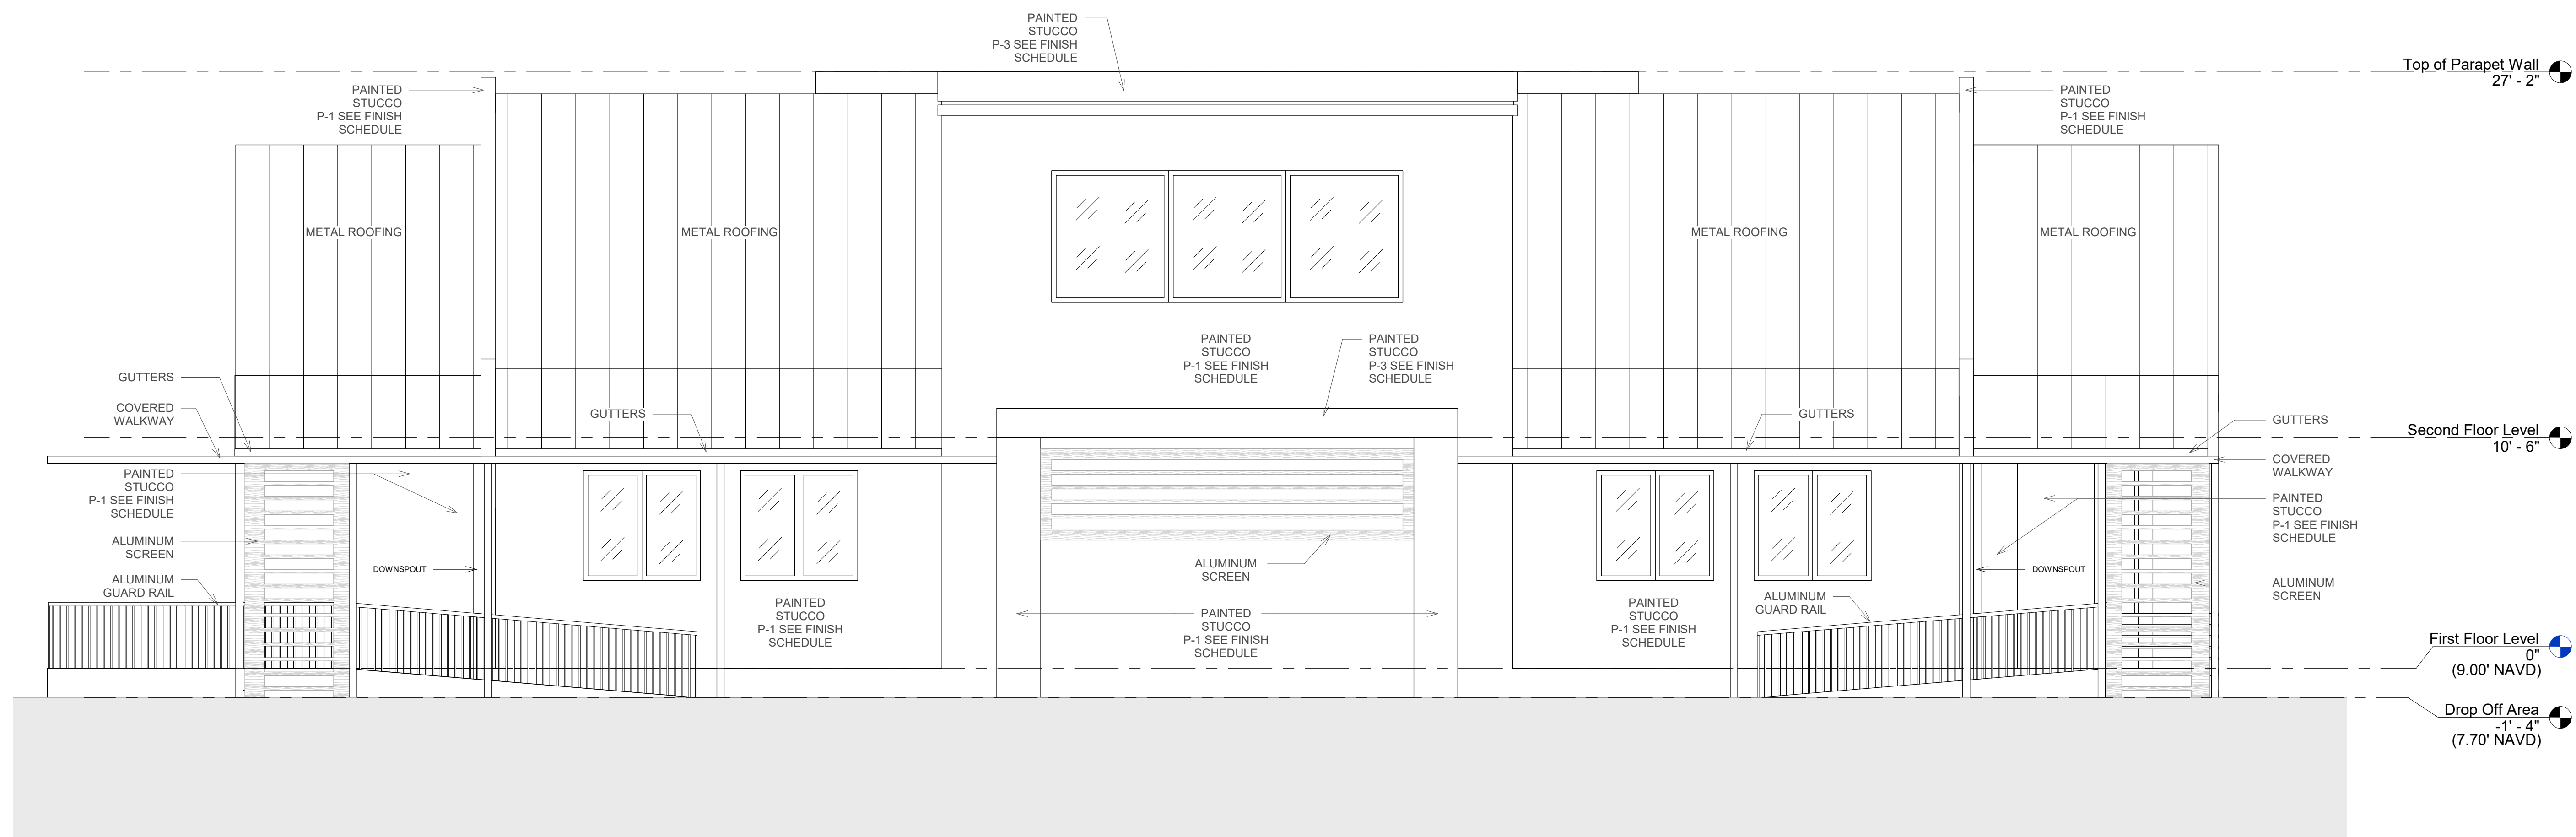 PAINTED
STUCCO
P-3 SEE FINISH
SCHEDULE
Top of Parapet Wall
27' - 2"
PAINTED
STUCCO
P-1 SEE FINISH
SCHEDULE
PAINTED
STUCCO
P-1 SEE FINISH
SCHEDULE
METAL ROOFING
METAL ROOFING
METAL ROOFING
METAL ROOFING
PAINTED
STUCCO
P-1 SEE FINISH
SCHEDULE
PAINTED
STUCCO
P-3 SEE FINISH
SCHEDULE
GUTTERS
COVERED
WALKWAY
GUTTERS
GUTTERS
GUTTERS
Second Floor Level
10' - 6"
PAINTED
STUCCO
P-1 SEE FINISH
SCHEDULE
COVERED
WALKWAY
PAINTED
STUCCO
P-1 SEE FINISH
SCHEDULE
ALUMINUM
SCREEN
DOWNSPOUT
ALUMINUM
SCREEN
DOWNSPOUT
ALUMINUM
SCREEN
ALUMINUM
GUARD RAIL
PAINTED
STUCCO
P-1 SEE FINISH
SCHEDULE
PAINTED
STUCCO
P-1 SEE FINISH
SCHEDULE
PAINTED
STUCCO
P-1 SEE FINISH
SCHEDULE
ALUMINUM
GUARD RAIL
First Floor Level
0"
(9.00' NAVD)
Drop Off Area
-1' - 4"
(7.70' NAVD)